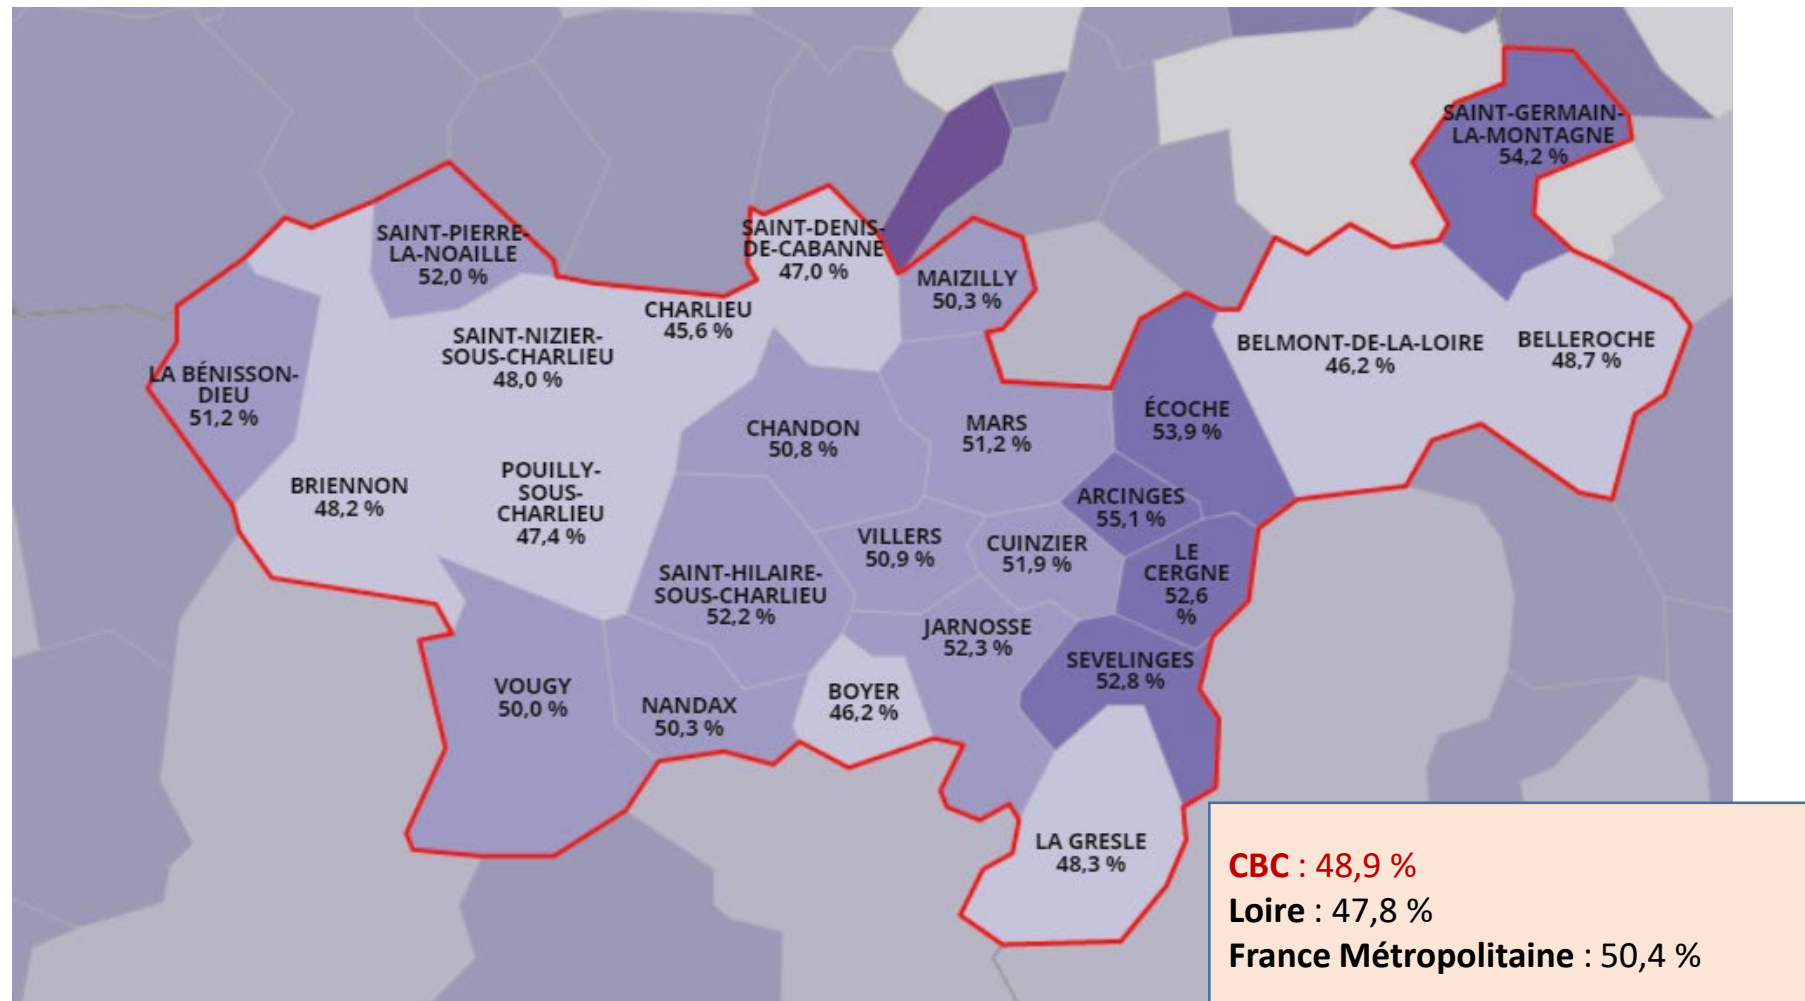 SAINT-GERMAIN-
LA-MONTAGNE
54,2 %
SAINT-PIERRE-
LA-NOAILLE
52,0 %
SAINT-DENIS-
DE-CABANNE
47,0 %
MAIZILLY
50,3 %
CHARLIEU
45,6 %
SAINT-NIZIER-
SOUS-CHARLIEU
48,0 %
BELMONT-DE-LA-LOIRE
46,2 %
BELLEROCHE
48,7 %
LA BÉNISSON-
DIEU
51,2 %
CHANDON
50,8 %
MARS
51,2 %
ÉCOCHE
53,9 %
BRIENNON
48,2 %
POUILLY-
SOUS-
CHARLIEU
47,4 %
ARCINGES
55,1 %
VILLERS
50,9 %
CUINZIER
51,9 %
LE
CERGNE
52,6
%
SAINT-HILAIRE-
SOUS-CHARLIEU
52,2 %
JARNOSSE
52,3 %
SEVELINGES
52,8 %
VOUGY
50,0 %
NANDAX
50,3 %
BOYER
46,2 %
LA GRESLE
48,3 %
CBC : 48,9 %
Loire : 47,8 %
France Métropolitaine : 50,4 %